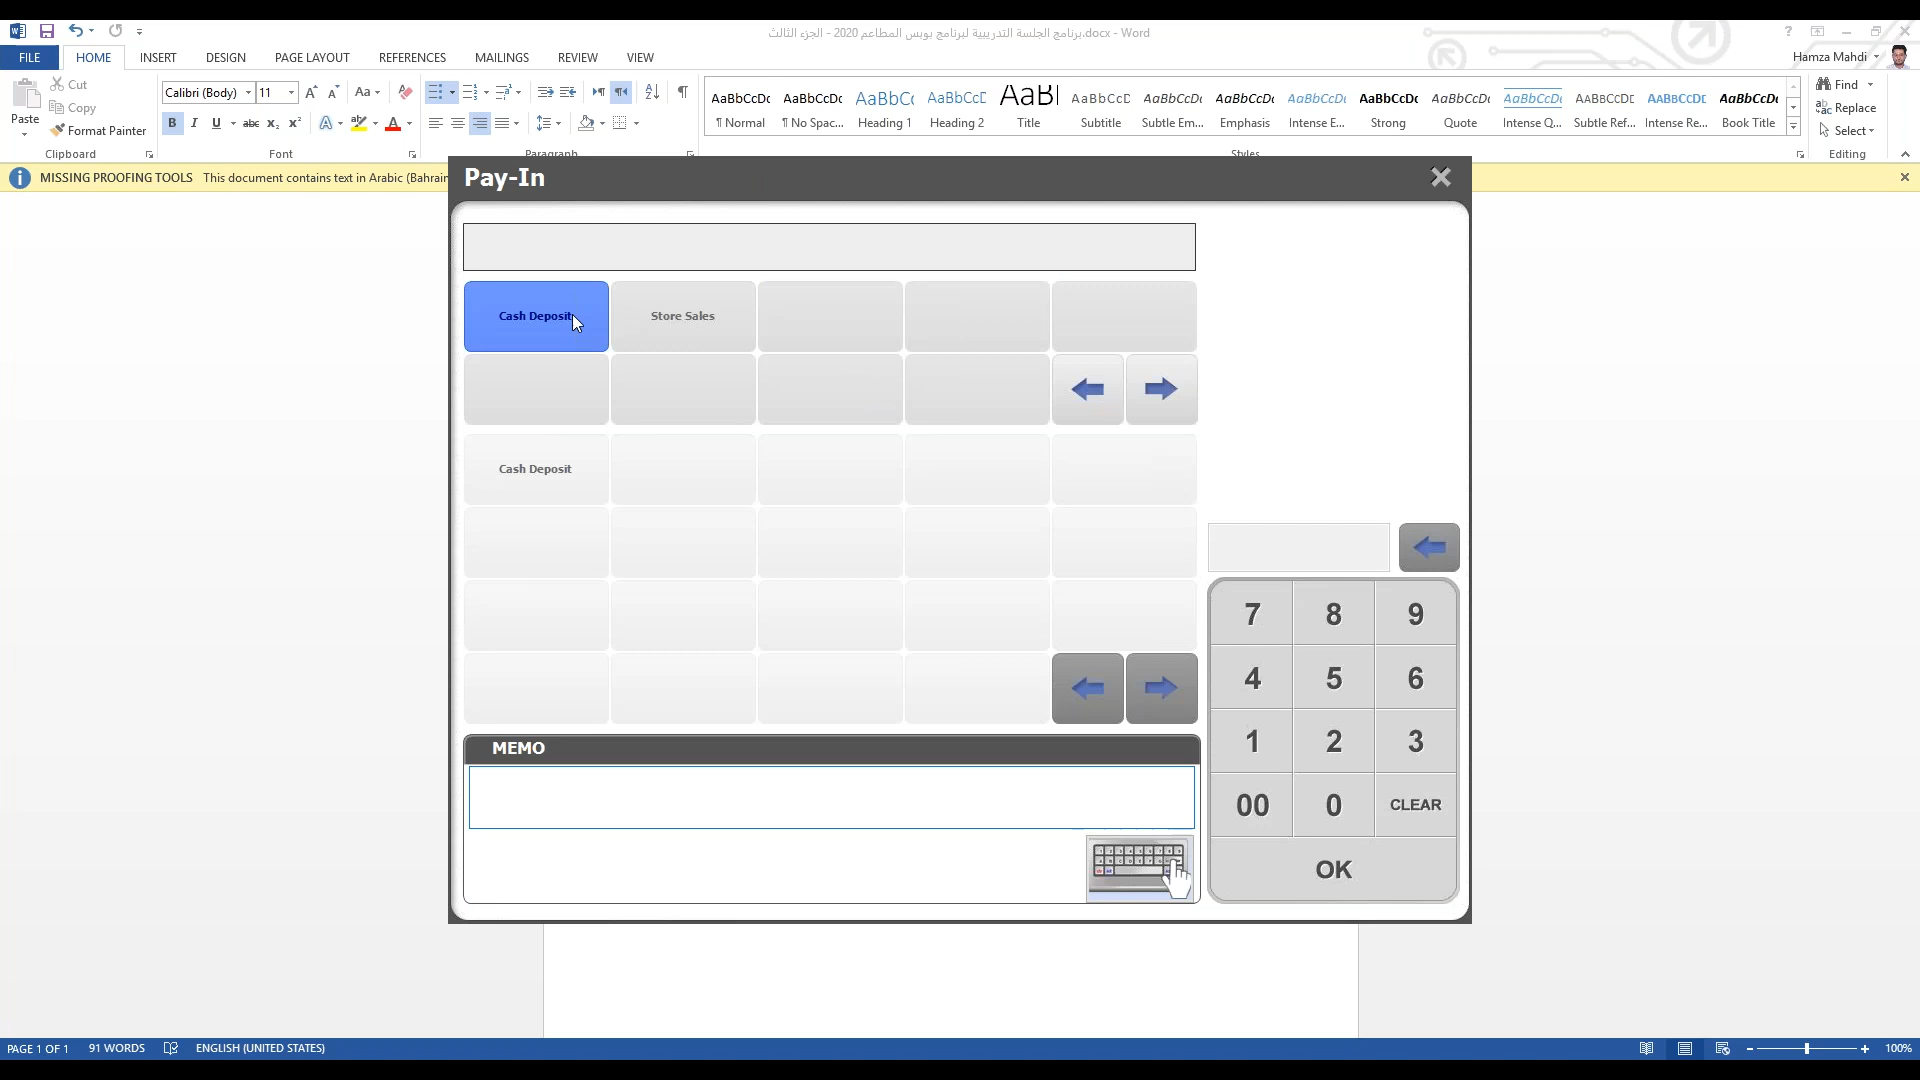 برنامج الجلسة التدريبية لبرنامج بوبس المطاعم 2020 - الجزء الثالث.docx - Word
FILE HOME INSERT DESIGN PAGE LAYOUT REFERENCES MAILINGS REVIEW VIEW
Hamza Mahdi
Paste
Cut
Copy
Format Painter
Clipboard
Calibri (Body) 11
Font
Paragraph
AaBbCcDc AaBbCcDc AaBbCc AaBbCcC AaBl AaBbCcC AaBbCcDc AaBbCcDc AaBbCcDc AaBbCcDc AaBbCcDc AaBbCcDc AaBbCcDc AaBbCcDc AaBbCcDc
¶ Normal ¶ No Spac... Heading 1 Heading 2 Title Subtitle Subtle Em... Emphasis Intense E... Strong Quote Intense Q... Subtle Ref... Intense Re... Book Title
Styles
Find
Replace
Select
Editing
MISSING PROOFING TOOLS This document contains text in Arabic (Bahrain
Pay-In
Cash Deposit
Store Sales
Cash Deposit
MEMO
7 8 9
4 5 6
1 2 3
00 0 CLEAR
OK
PAGE 1 OF 1 91 WORDS ENGLISH (UNITED STATES)
100%